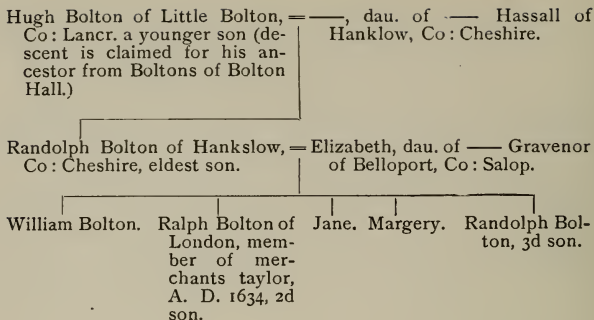 Hugh Bolton of Little Bolton, = ——, dau. of —— Hassall of
Co: Lancr. a younger son (de- Hanklow, Co: Cheshire.
scent is claimed for his an-
cestor from Boltons of Bolton
Hall.)
Randolph Bolton of Hankslow, = Elizabeth, dau. of —— Gravenor
Co: Cheshire, eldest son. of Belloport, Co: Salop.
William Bolton. Ralph Bolton of Jane. Margery. Randolph Bol-
London, mem- ton, 3d son.
ber of mer-
chants taylor,
A. D. 1634, 2d
son.